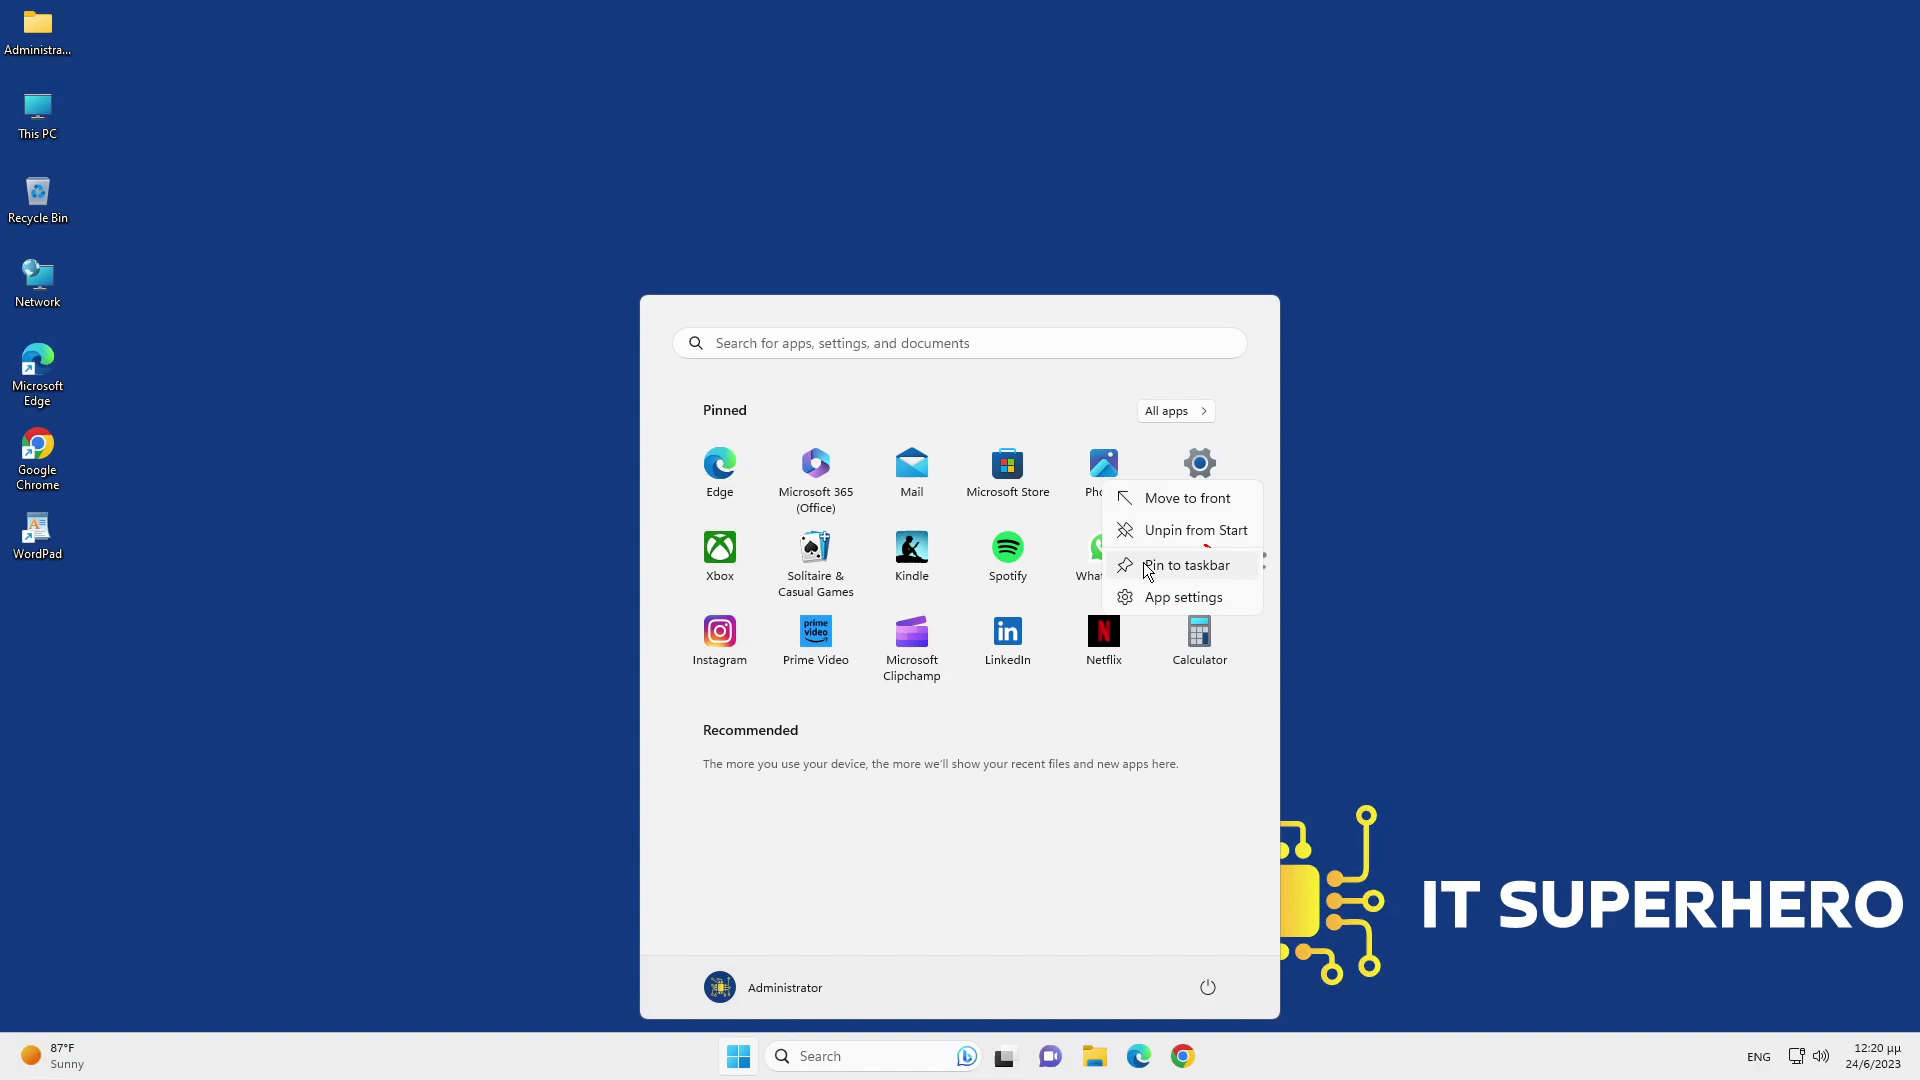 Administra...
This PC
Recycle Bin
Network
Microsoft
Edge
Google
Chrome
WordPad
Search for apps, settings, and documents
Pinned
All apps
Edge
Microsoft 365
(Office)
Mail
Microsoft Store
Move to front
Unpin from Start
Pin to taskbar
App settings
Xbox
Solitaire &
Casual Games
Kindle
Spotify
prime
video
Instagram
Prime Video
Microsoft
Clipchamp
LinkedIn
Netflix
Calculator
Recommended
The more you use your device, the more we'll show your recent files and new apps here.
IT SUPERHERO
Administrator
87°F
Sunny
Search
ENG
12:20 μμ
24/6/2023